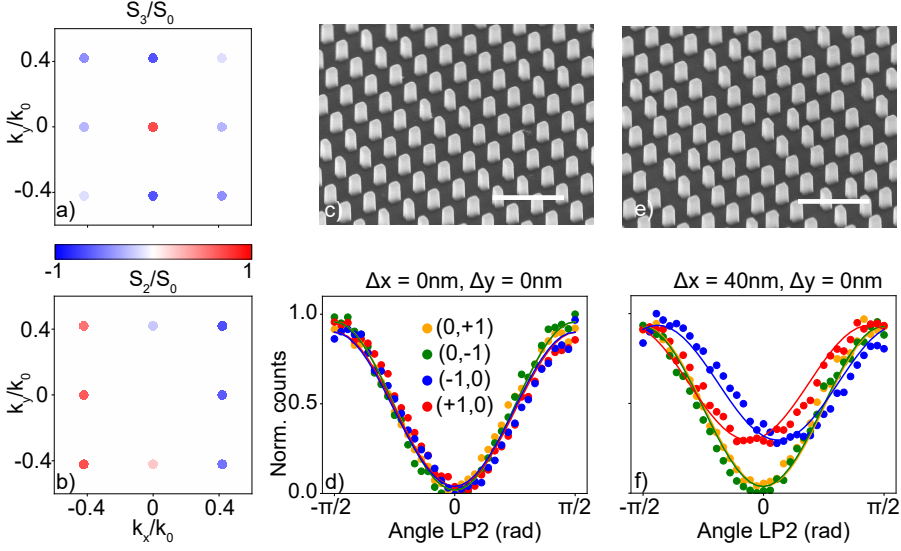 S3/S0
0.4
0
-0.4
ky/k0
a)
-1
1
S2/S0
0.4
0
-0.4
ky/k0
b)
-0.4
0
0.4
kx/k0
c)
e)
Δx = 0nm, Δy = 0nm
1.0
0.5
0.0
Norm. counts
(0,+1)
(0,-1)
(-1,0)
(+1,0)
d)
-π/2
0
π/2
Angle LP2 (rad)
Δx = 40nm, Δy = 0nm
f)
-π/2
0
π/2
Angle LP2 (rad)